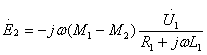 Ė₂ = −jω(M₁ − M₂) U̇₁ / (R₁ + jωL₁)